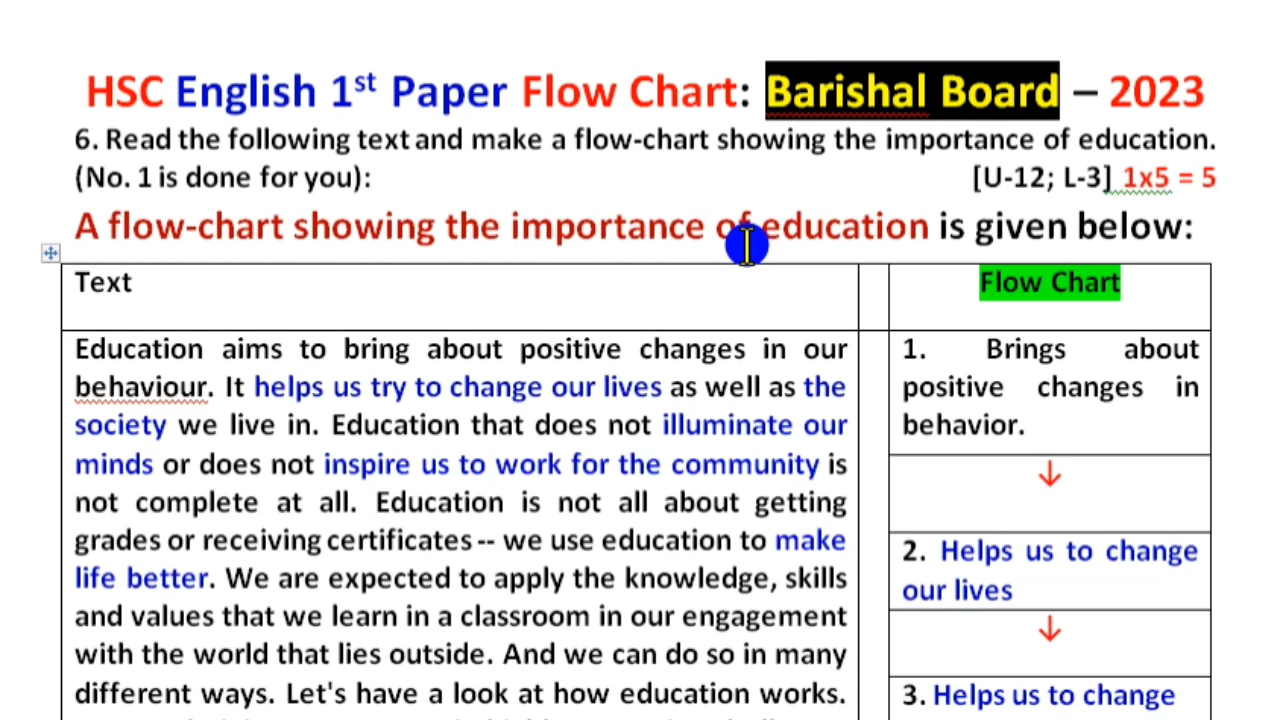 HSC English 1st Paper Flow Chart: Barishal Board – 2023
6. Read the following text and make a flow-chart showing the importance of education.
(No. 1 is done for you): [U-12; L-3] 1x5 = 5
A flow-chart showing the importance of education is given below:
Text
Flow Chart
Education aims to bring about positive changes in our
behaviour. It helps us try to change our lives as well as the
society we live in. Education that does not illuminate our
minds or does not inspire us to work for the community is
not complete at all. Education is not all about getting
grades or receiving certificates -- we use education to make
life better. We are expected to apply the knowledge, skills
and values that we learn in a classroom in our engagement
with the world that lies outside. And we can do so in many
different ways. Let's have a look at how education works.
1. Brings about
positive changes in
behavior.
↓
2. Helps us to change
our lives
↓
3. Helps us to change